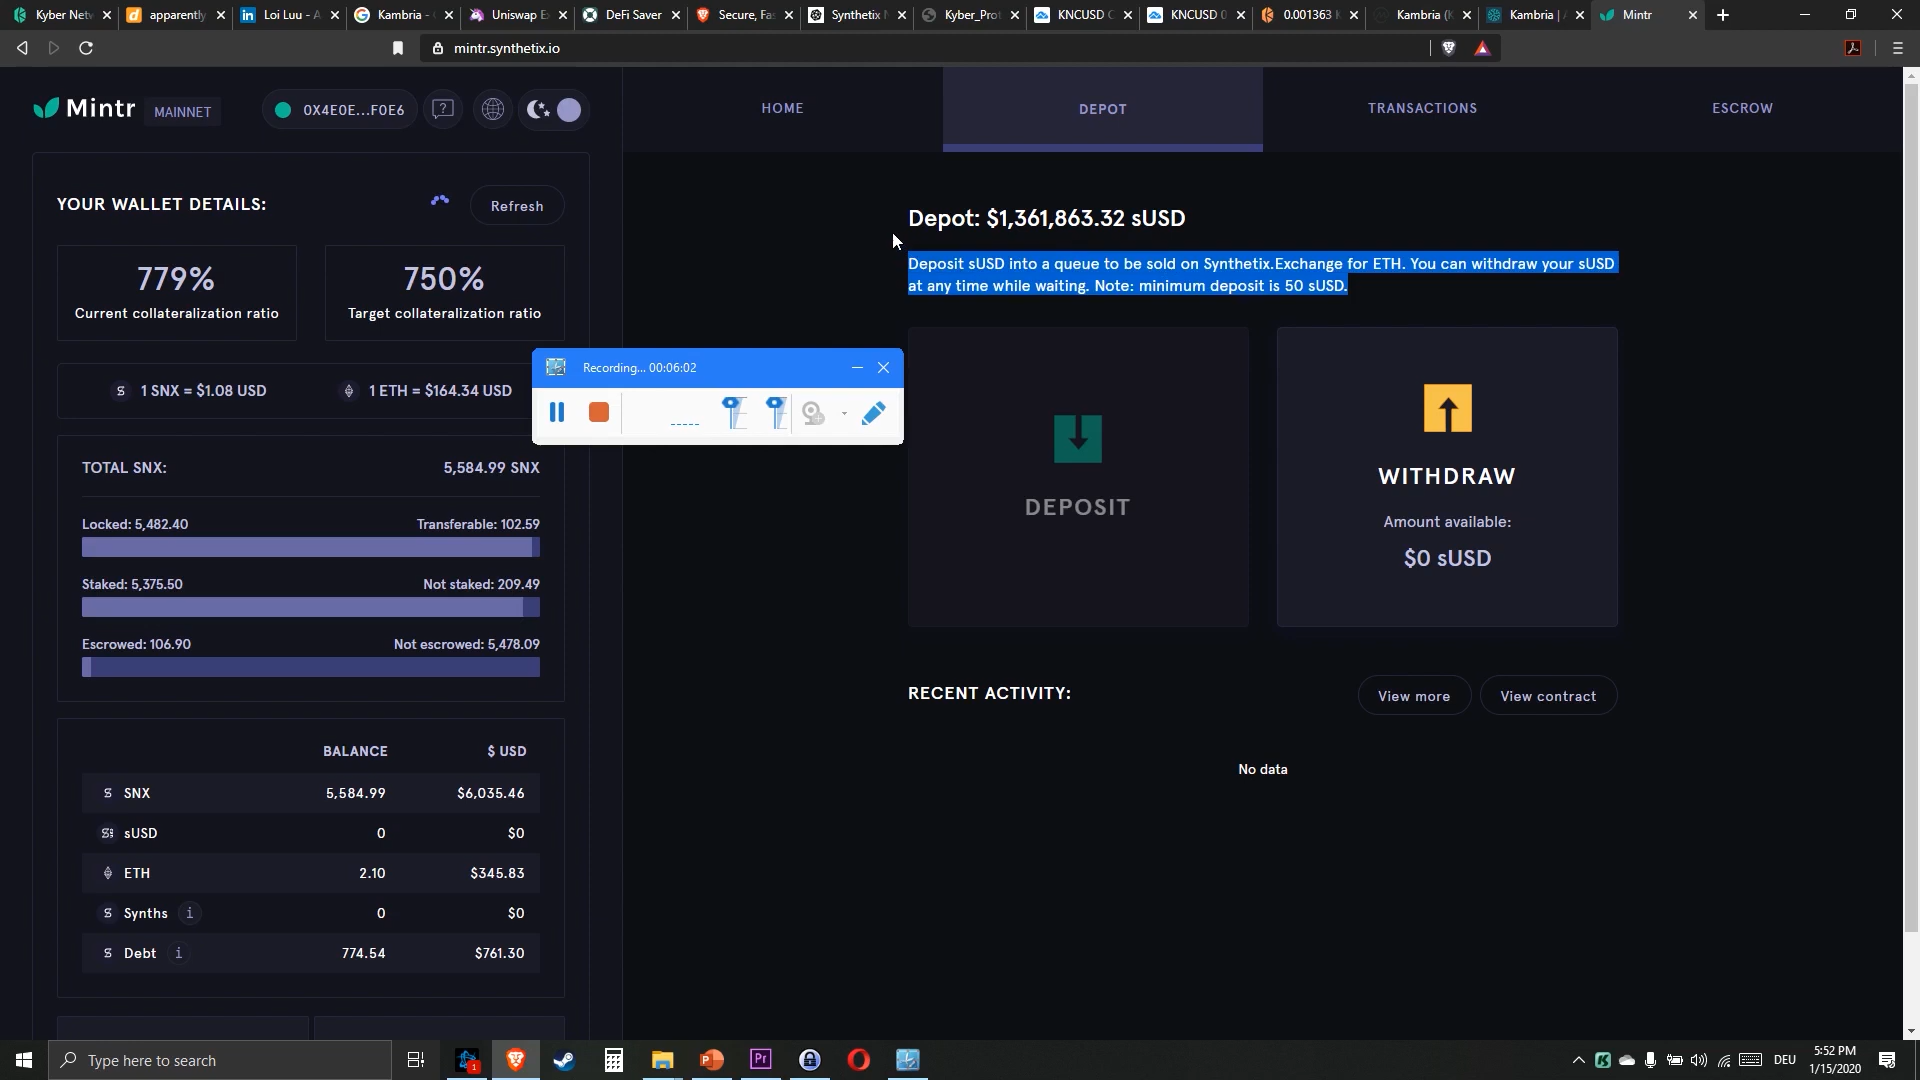 Kyber Netw
apparently
Loi Luu - A
Kambria -
Uniswap E
DeFi Saver
Secure, Fas
Synthetix
Kyber_Prot
KNCUSD
KNCUSD 0
0.001363
Kambria (K
Kambria |
Mintr
mintr.synthetix.io
Mintr MAINNET
0X4E0E...F0E6
HOME
DEPOT
TRANSACTIONS
ESCROW
YOUR WALLET DETAILS:
Refresh
779%
Current collateralization ratio
750%
Target collateralization ratio
1 SNX = $1.08 USD
1 ETH = $164.34 USD
TOTAL SNX:
5,584.99 SNX
Locked: 5,482.40
Transferable: 102.59
Staked: 5,375.50
Not staked: 209.49
Escrowed: 106.90
Not escrowed: 5,478.09
BALANCE
$ USD
SNX 5,584.99 $6,035.46
sUSD 0 $0
ETH 2.10 $345.83
Synths i 0 $0
Debt i 774.54 $761.30
Depot: $1,361,863.32 sUSD
Deposit sUSD into a queue to be sold on Synthetix.Exchange for ETH. You can withdraw your sUSD
at any time while waiting. Note: minimum deposit is 50 sUSD.
Recording... 00:06:02
DEPOSIT
WITHDRAW
Amount available:
$0 sUSD
RECENT ACTIVITY:
View more
View contract
No data
Type here to search
Pr
DEU
5:52 PM
1/15/2020